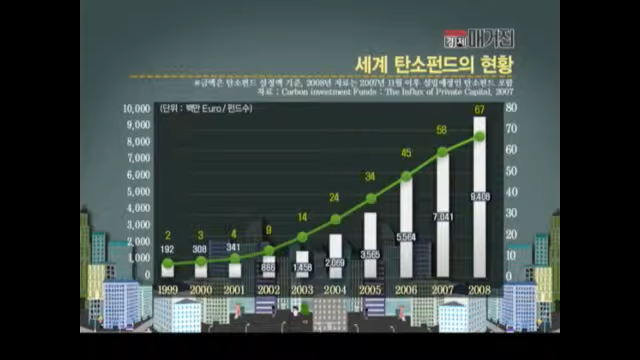 경제매거진
세계 탄소펀드의 현황
※금액은 탄소펀드 설정액 기준, 2008년 자료는 2007년 11월 이후 설립예정인 탄소펀드 포함
자료 : Carbon investment Funds : The Influx of Private Capital, 2007
(단위 : 백만 Euro/펀드수)
10,000
9,000
8,000
7,000
6,000
5,000
4,000
3,000
2,000
1,000
0
80
70
60
50
40
30
20
10
0
2 3 4 9 14 24 34 45 58 67
192 308 341 886 1,458 2,069 3,565 5,564 7,041 9,408
1999 2000 2001 2002 2003 2004 2005 2006 2007 2008